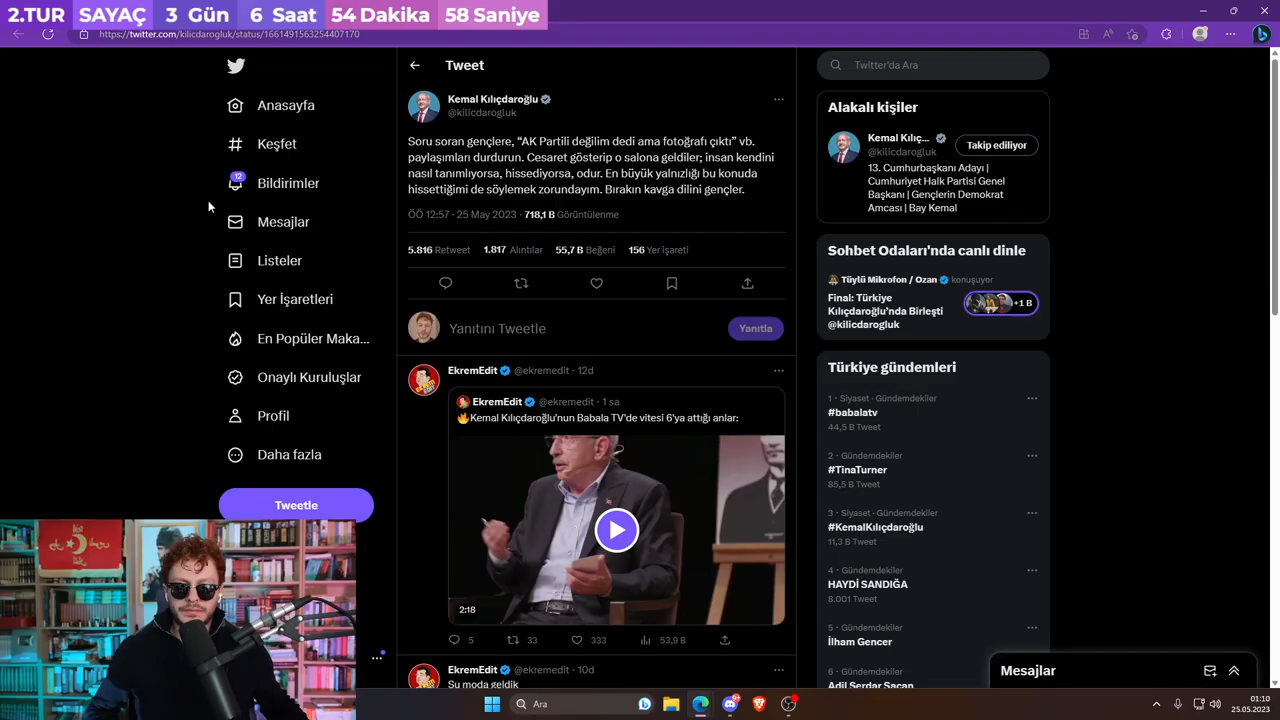 2.TUR SAYAÇ 3 Gün 6 Saat 54 Dakika 58 Saniye
https://twitter.com/kilicdarogluk/status/1661491563254407170
Anasayfa
Keşfet
12
Bildirimler
Mesajlar
Listeler
Yer İşaretleri
En Popüler Maka...
Onaylı Kuruluşlar
Profil
Daha fazla
Tweetle
Tweet
Kemal Kılıçdaroğlu
@kilicdarogluk
Soru soran gençlere, “AK Partili değilim dedi ama fotoğrafı çıktı” vb.
paylaşımları durdurun. Cesaret gösterip o salona geldiler; insan kendini
nasıl tanımlıyorsa, hissediyorsa, odur. En büyük yalnızlığı bu konuda
hissettiğimi de söylemek zorundayım. Bırakın kavga dilini gençler.
ÖÖ 12:57 · 25 May 2023 · 718,1 B Görüntülenme
5.816 Retweet 1.817 Alıntılar 55,7 B Beğeni 156 Yer işareti
Yanıtını Tweetle
Yanıtla
EkremEdit @ekremedit · 12d
EkremEdit @ekremedit · 1 sa
🔥Kemal Kılıçdaroğlu'nun Babala TV'de vitesi 6'ya attığı anlar:
2:18
5 33 333 53,9 B
EkremEdit @ekremedit · 10d
Su moda geldik
Twitter'da Ara
Alakalı kişiler
Kemal Kılıç...
@kilicdarogluk
Takip ediliyor
13. Cumhurbaşkanı Adayı |
Cumhuriyet Halk Partisi Genel
Başkanı | Gençlerin Demokrat
Amcası | Bay Kemal
Sohbet Odaları'nda canlı dinle
Tüylü Mikrofon / Ozan konuşuyor
Final: Türkiye
Kılıçdaroğlu'nda Birleşti
@kilicdarogluk
+1 B
Türkiye gündemleri
1 · Siyaset · Gündemdekiler
#babalatv
44,5 B Tweet
2 · Gündemdekiler
#TinaTurner
85,5 B Tweet
3 · Siyaset · Gündemdekiler
#KemalKılıçdaroğlu
11,3 B Tweet
4 · Gündemdekiler
HAYDİ SANDIĞA
8.001 Tweet
5 · Gündemdekiler
İlham Gencer
6 · Gündemdekiler
Adil Serdar Saçan
Mesajlar
Ara
01:10
25.05.2023